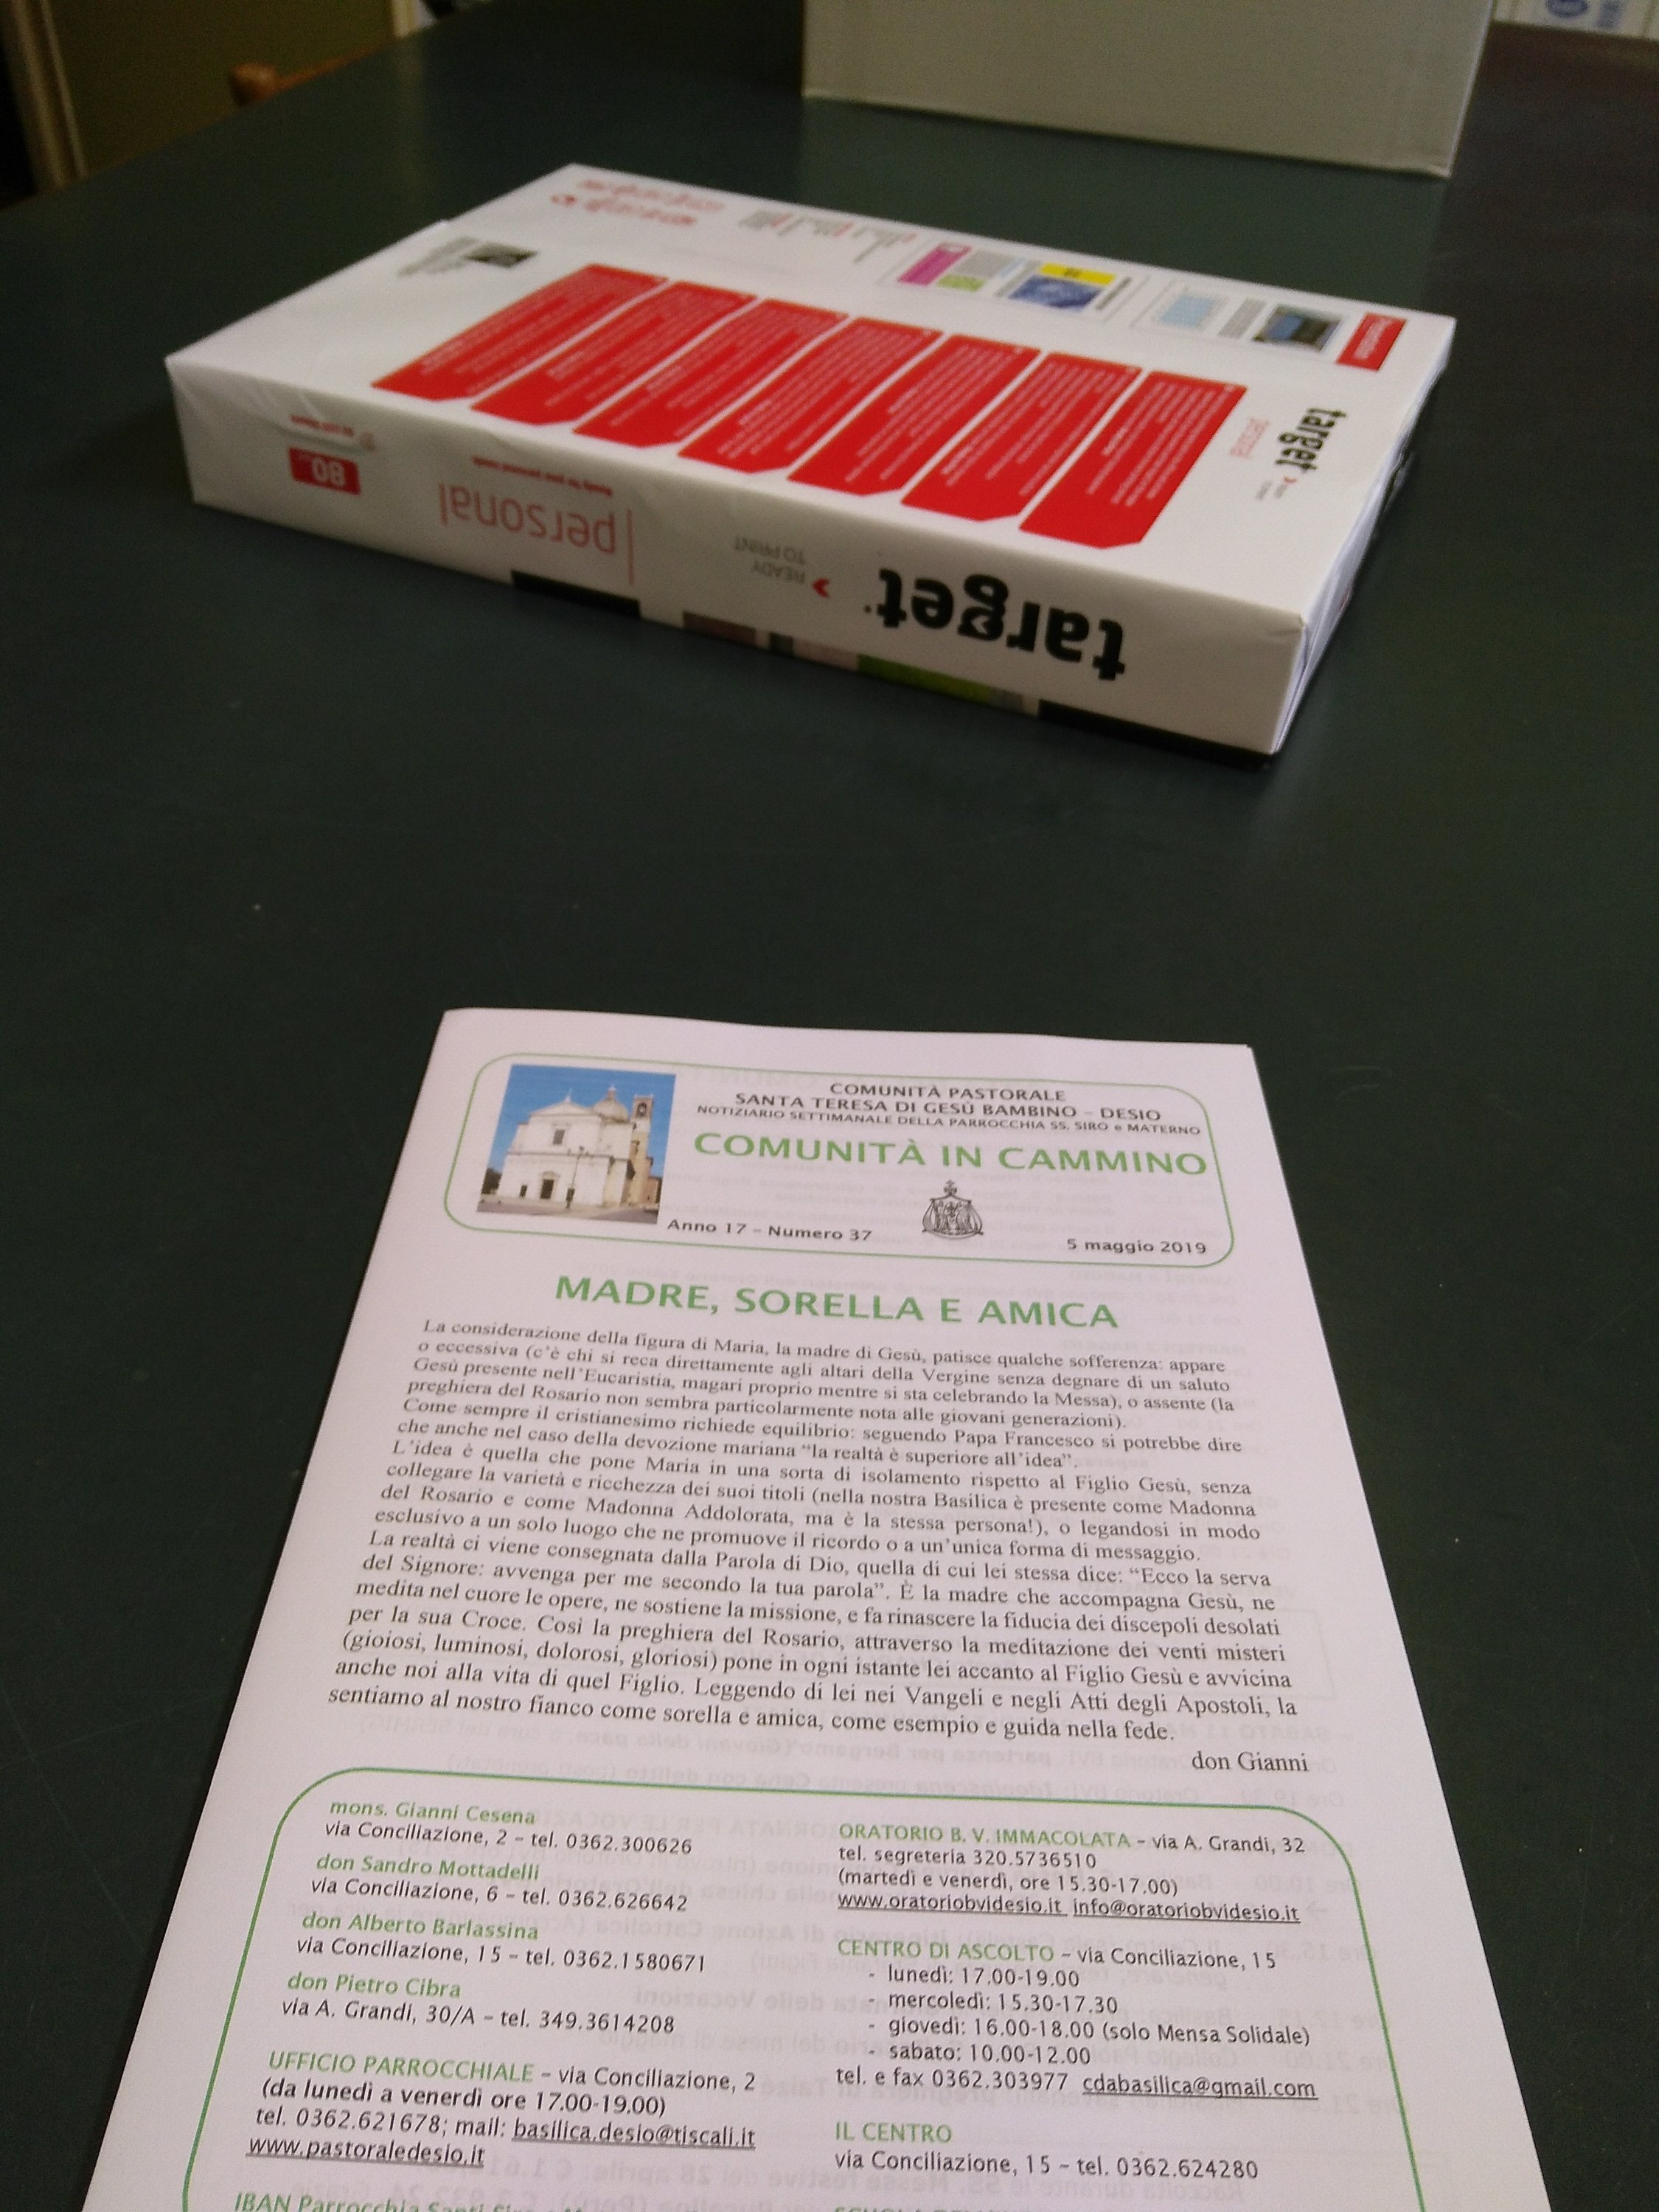 target
personal
target
READY
TO PRINT
personal
Ready for your personal needs
80
COMUNITÀ PASTORALE
SANTA TERESA DI GESÙ BAMBINO – DESIO
NOTIZIARIO SETTIMANALE DELLA PARROCCHIA SS. SIRO e MATERNO
COMUNITÀ IN CAMMINO
Anno 17 – Numero 37
5 maggio 2019
MADRE, SORELLA E AMICA
La considerazione della figura di Maria, la madre di Gesù, patisce qualche sofferenza: appare
o eccessiva (c'è chi si reca direttamente agli altari della Vergine senza degnare di un saluto
Gesù presente nell'Eucaristia, magari proprio mentre si sta celebrando la Messa), o assente (la
preghiera del Rosario non sembra particolarmente nota alle giovani generazioni).
Come sempre il cristianesimo richiede equilibrio: seguendo Papa Francesco si potrebbe dire
che anche nel caso della devozione mariana “la realtà è superiore all'idea”.
L'idea è quella che pone Maria in una sorta di isolamento rispetto al Figlio Gesù, senza
collegare la varietà e ricchezza dei suoi titoli (nella nostra Basilica è presente come Madonna
del Rosario e come Madonna Addolorata, ma è la stessa persona!), o legandosi in modo
esclusivo a un solo luogo che ne promuove il ricordo o a un'unica forma di messaggio.
La realtà ci viene consegnata dalla Parola di Dio, quella di cui lei stessa dice: “Ecco la serva
del Signore: avvenga per me secondo la tua parola”. È la madre che accompagna Gesù, ne
medita nel cuore le opere, ne sostiene la missione, e fa rinascere la fiducia dei discepoli desolati
per la sua Croce. Così la preghiera del Rosario, attraverso la meditazione dei venti misteri
(gioiosi, luminosi, dolorosi, gloriosi) pone in ogni istante lei accanto al Figlio Gesù e avvicina
anche noi alla vita di quel Figlio. Leggendo di lei nei Vangeli e negli Atti degli Apostoli, la
sentiamo al nostro fianco come sorella e amica, come esempio e guida nella fede.
don Gianni
mons. Gianni Cesena
via Conciliazione, 2 – tel. 0362.300626
don Sandro Mottadelli
via Conciliazione, 6 – tel. 0362.626642
don Alberto Barlassina
via Conciliazione, 15 – tel. 0362.1580671
don Pietro Cibra
via A. Grandi, 30/A – tel. 349.3614208
UFFICIO PARROCCHIALE – via Conciliazione, 2
(da lunedì a venerdì ore 17.00-19.00)
tel. 0362.621678; mail: basilica.desio@tiscali.it
www.pastoraledesio.it
IBAN Parrocchia Santi Siro e
ORATORIO B. V. IMMACOLATA – via A. Grandi, 32
tel. segreteria 320.5736510
(martedì e venerdì, ore 15.30-17.00)
www.oratoriobvidesio.it info@oratoriobvidesio.it
CENTRO DI ASCOLTO – via Conciliazione, 15
- lunedì: 17.00-19.00
- mercoledì: 15.30-17.30
- giovedì: 16.00-18.00 (solo Mensa Solidale)
- sabato: 10.00-12.00
tel. e fax 0362.303977 cdabasilica@gmail.com
IL CENTRO
via Conciliazione, 15 – tel. 0362.624280